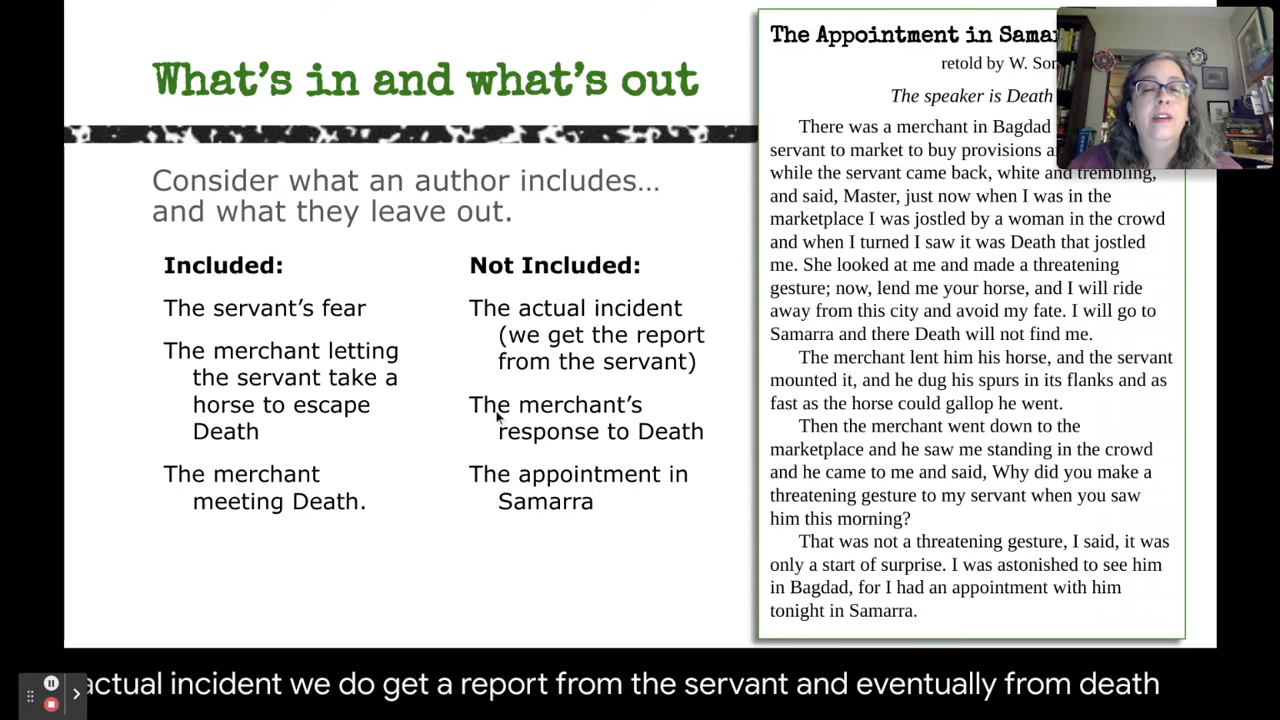 What's in and what's out
Consider what an author includes...
and what they leave out.
Included:
The servant's fear
The merchant letting
the servant take a
horse to escape
Death
The merchant
meeting Death.
Not Included:
The actual incident
(we get the report
from the servant)
The merchant's
response to Death
The appointment in
Samarra
The Appointment in
retold by W.
The speaker is Death
There was a merchant in Bagdad
servant to market to buy provisions
while the servant came back, white and trembling,
and said, Master, just now when I was in the
marketplace I was jostled by a woman in the crowd
and when I turned I saw it was Death that jostled
me. She looked at me and made a threatening
gesture; now, lend me your horse, and I will ride
away from this city and avoid my fate. I will go to
Samarra and there Death will not find me.
The merchant lent him his horse, and the servant
mounted it, and he dug his spurs in its flanks and as
fast as the horse could gallop he went.
Then the merchant went down to the
marketplace and he saw me standing in the crowd
and he came to me and said, Why did you make a
threatening gesture to my servant when you saw
him this morning?
That was not a threatening gesture, I said, it was
only a start of surprise. I was astonished to see him
in Bagdad, for I had an appointment with him
tonight in Samarra.
actual incident we do get a report from the servant and eventually from death